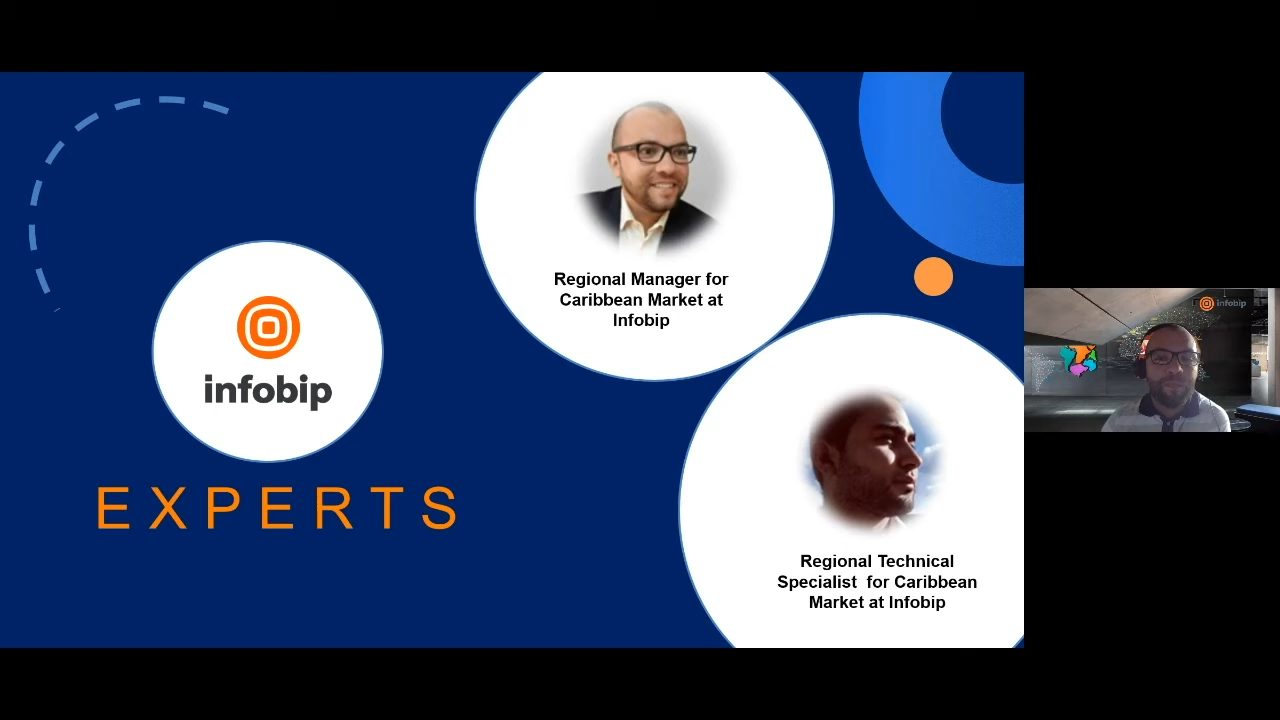 infobip
EXPERTS
Regional Manager for
Caribbean Market at
Infobip
Regional Technical
Specialist for Caribbean
Market at Infobip
infobip